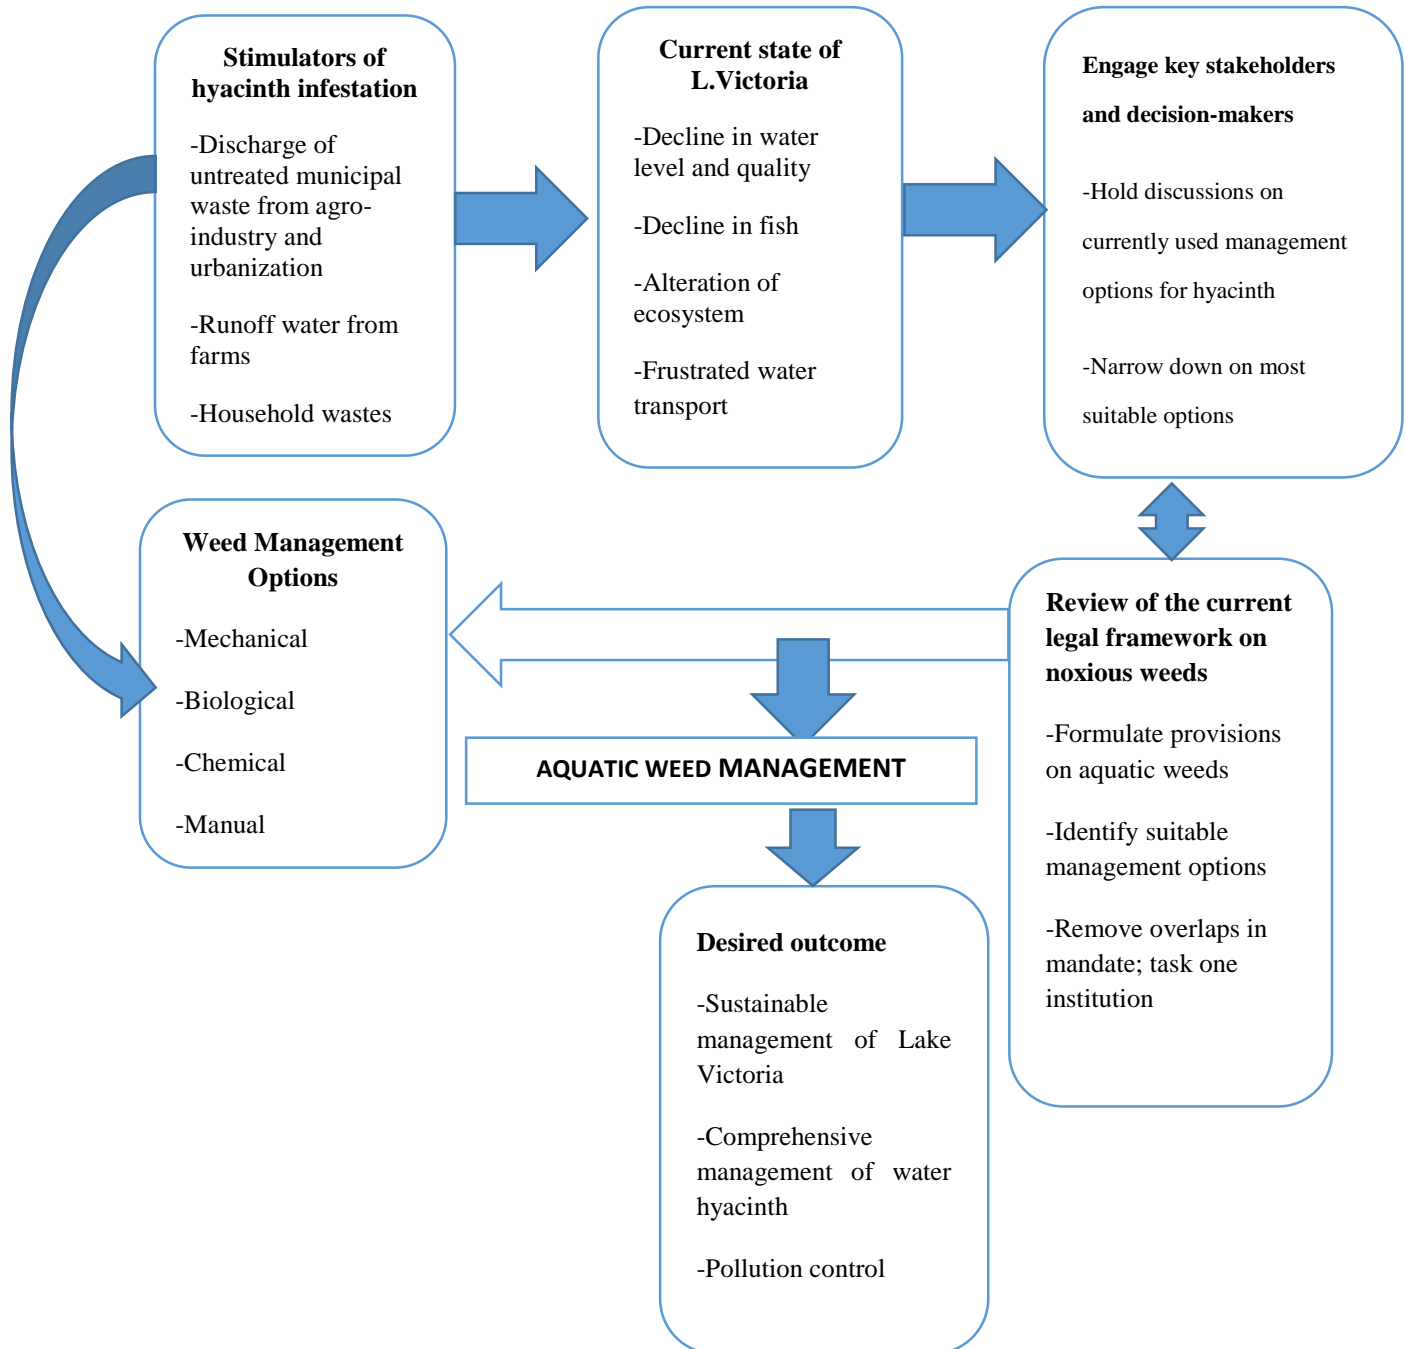 Stimulators of
hyacinth infestation
-Discharge of
untreated municipal
waste from agro-
industry and
urbanization
-Runoff water from
farms
-Household wastes
Current state of
L.Victoria
-Decline in water
level and quality
-Decline in fish
-Alteration of
ecosystem
-Frustrated water
transport
Engage key stakeholders
and decision-makers
-Hold discussions on
currently used management
options for hyacinth
-Narrow down on most
suitable options
Weed Management
Options
-Mechanical
-Biological
-Chemical
-Manual
Review of the current
legal framework on
noxious weeds
-Formulate provisions
on aquatic weeds
-Identify suitable
management options
-Remove overlaps in
mandate; task one
institution
AQUATIC WEED MANAGEMENT
Desired outcome
-Sustainable
management of Lake
Victoria
-Comprehensive
management of water
hyacinth
-Pollution control